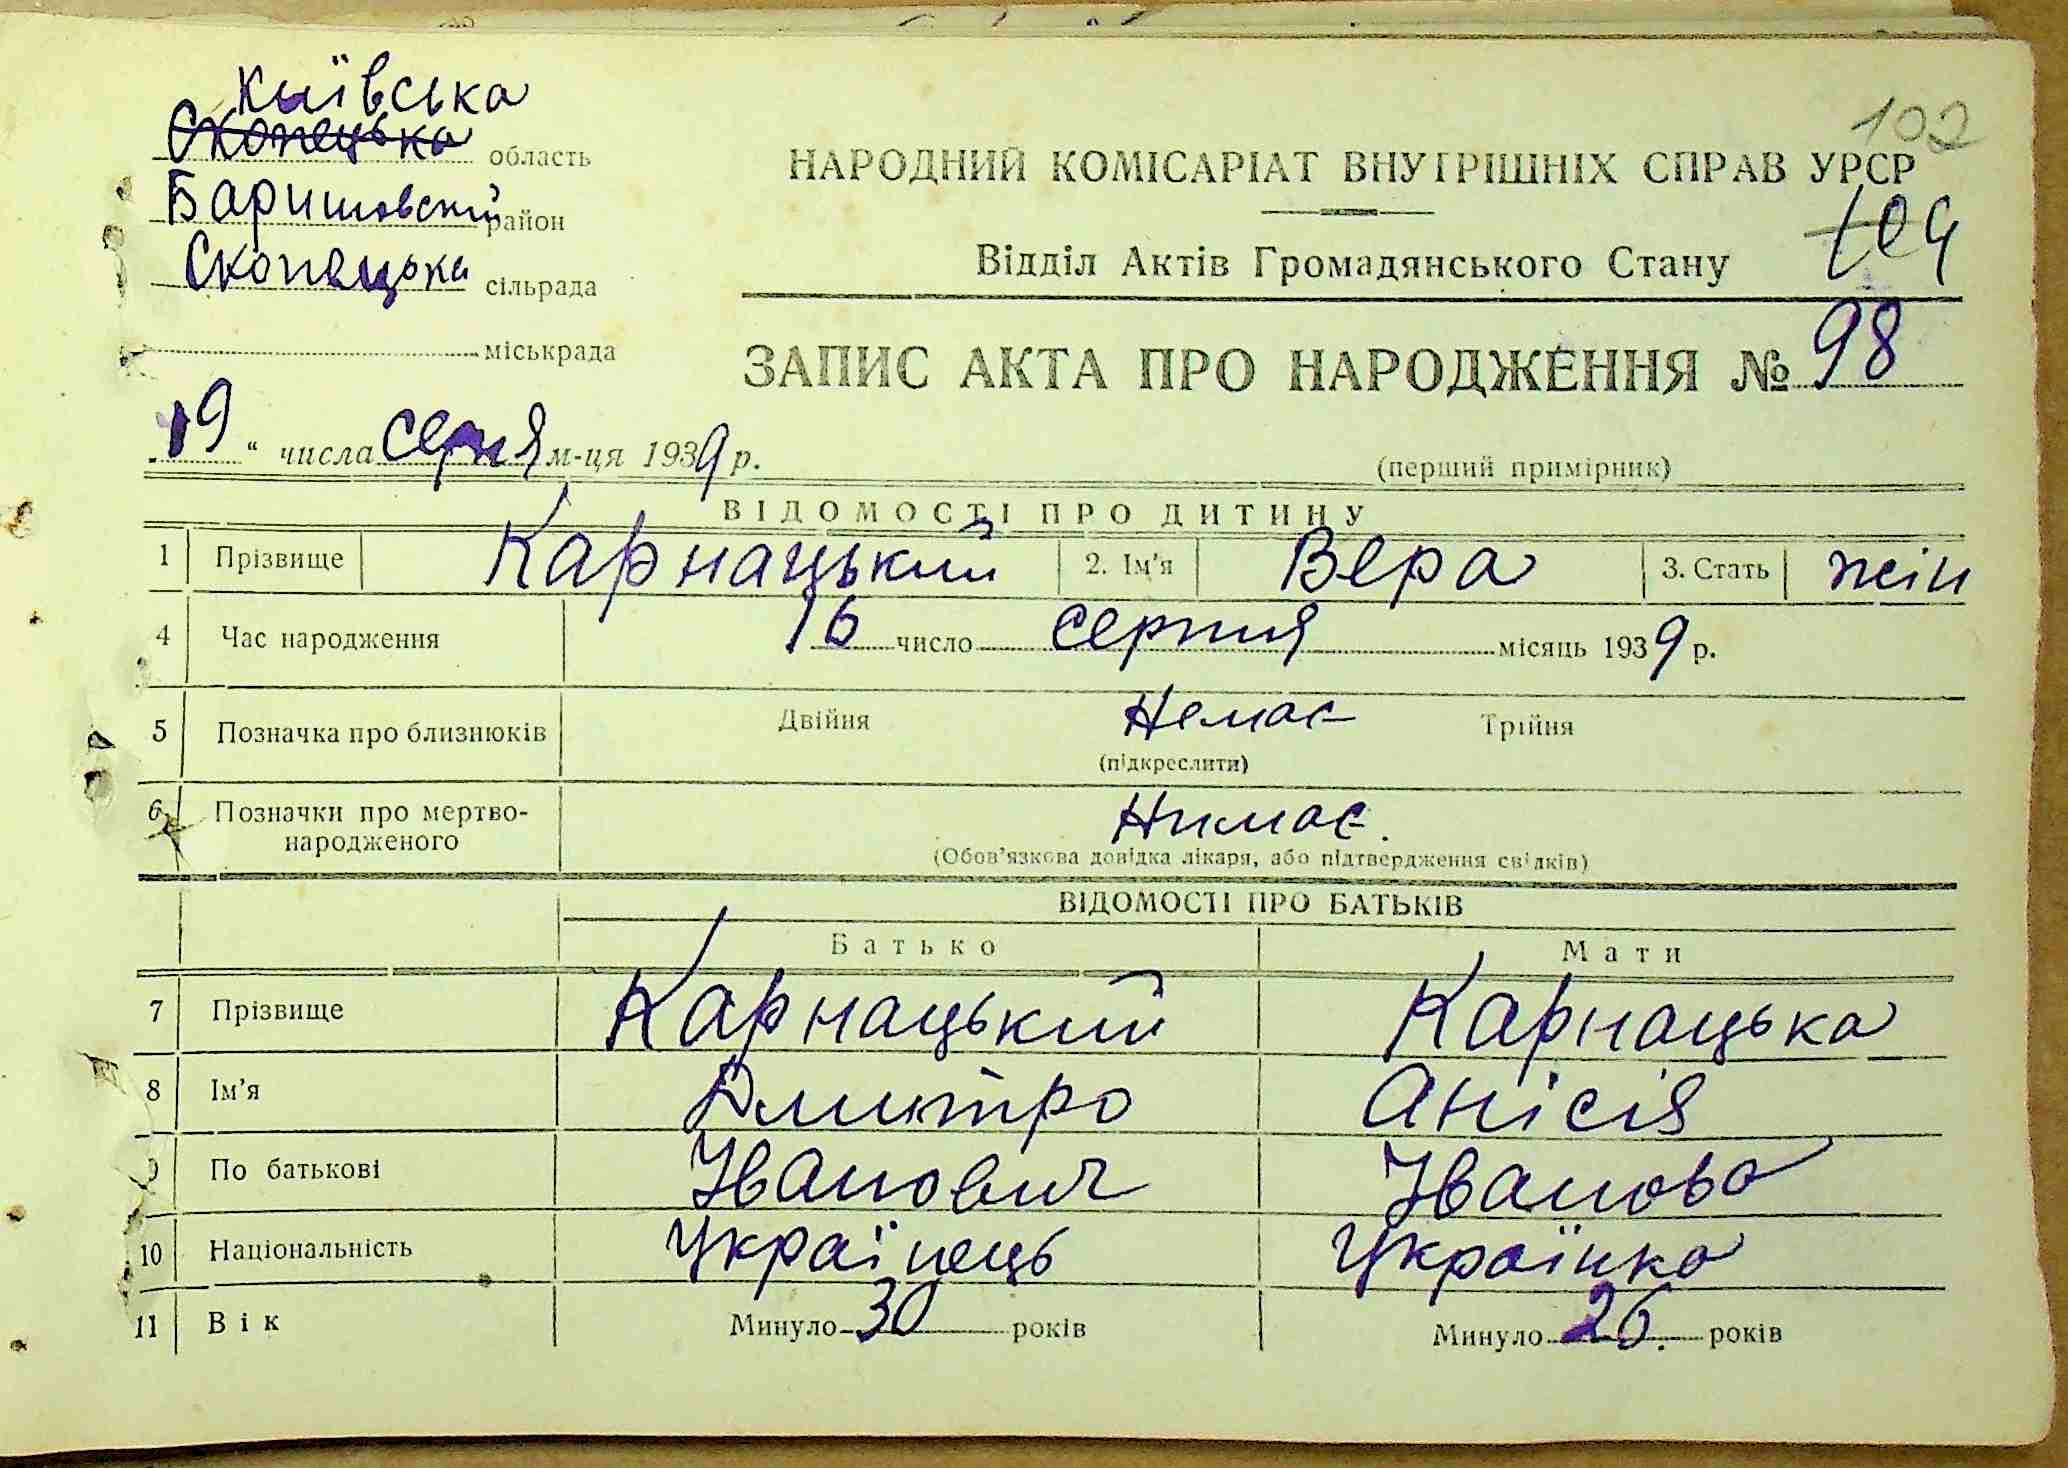 102
Київська
Скопецька область
Баришовский район
Скопецька сільрада
міськрада
НАРОДНИЙ КОМІСАРІАТ ВНУТРІШНІХ СПРАВ УРСР
104
Відділ Актів Громадянського Стану
ЗАПИС АКТА ПРО НАРОДЖЕННЯ № 98
„19“ числа серпня м-ця 1939 р.
(перший примірник)
ВІДОМОСТІ ПРО ДИТИНУ
1 Прізвище Карнацький 2. Ім’я Вера 3. Стать жін
4 Час народження 16 число серпня місяць 1939 р.
5 Позначка про близнюків Двійня Немає Трійня
(підкреслити)
6 Позначки про мертво-
народженого Нимає.
(Обов’язкова довідка лікаря, або підтвердження свідків)
ВІДОМОСТІ ПРО БАТЬКІВ
Батько Мати
7 Прізвище Карнацький Карнацька
8 Ім’я Дмитро Анісія
9 По батькові Іванович Іванова
10 Національність Українець Українка
11 Вік Минуло 30 років Минуло 26. років